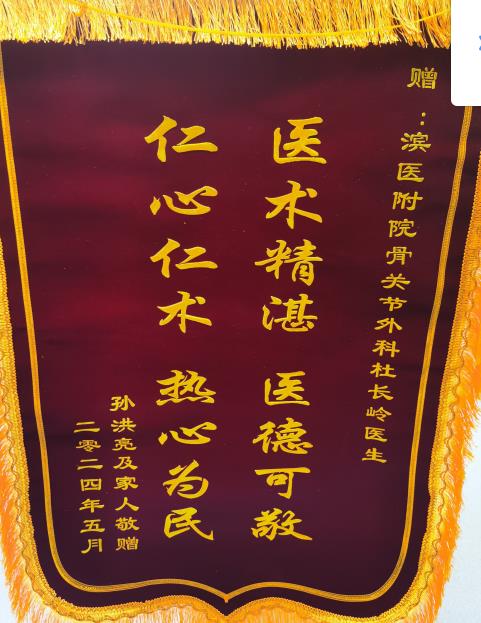 赠：滨医附院骨关节外科杜长岭医生
医术精湛 医德可敬
仁心仁术 热心为民
孙洪亮及家人敬赠
二零二四年五月